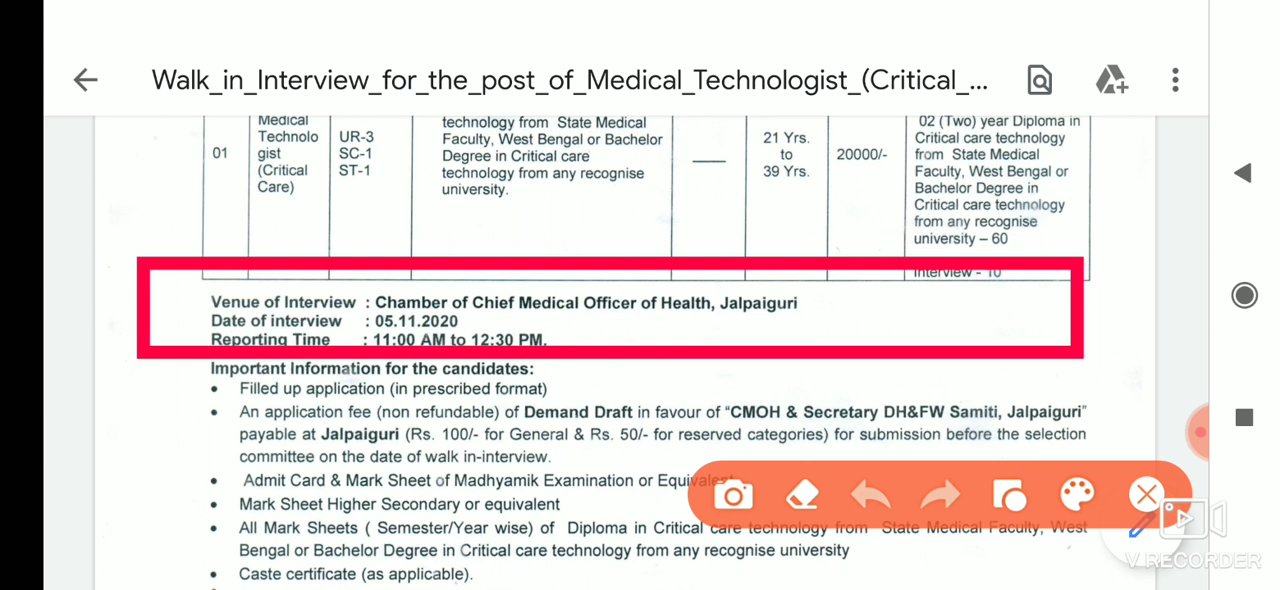 Walk_in_Interview_for_the_post_of_Medical_Technologist_(Critical_...
01
Medical
Technolo
gist
(Critical
Care)
UR-3
SC-1
ST-1
technology from State Medical
Faculty, West Bengal or Bachelor
Degree in Critical care
technology from any recognise
university.
21 Yrs.
to
39 Yrs.
20000/-
02 (Two) year Diploma in
Critical care technology
from State Medical
Faculty, West Bengal or
Bachelor Degree in
Critical care technology
from any recognise
university – 60
Interview - 10
Venue of Interview : Chamber of Chief Medical Officer of Health, Jalpaiguri
Date of interview : 05.11.2020
Reporting Time : 11:00 AM to 12:30 PM.
Important Information for the candidates:
• Filled up application (in prescribed format)
• An application fee (non refundable) of Demand Draft in favour of "CMOH & Secretary DH&FW Samiti, Jalpaiguri"
payable at Jalpaiguri (Rs. 100/- for General & Rs. 50/- for reserved categories) for submission before the selection
committee on the date of walk in-interview.
• Admit Card & Mark Sheet of Madhyamik Examination or Equivalent
• Mark Sheet Higher Secondary or equivalent
• All Mark Sheets ( Semester/Year wise) of Diploma in Critical care technology from State Medical Faculty, West
Bengal or Bachelor Degree in Critical care technology from any recognise university
• Caste certificate (as applicable).
V RECORDER